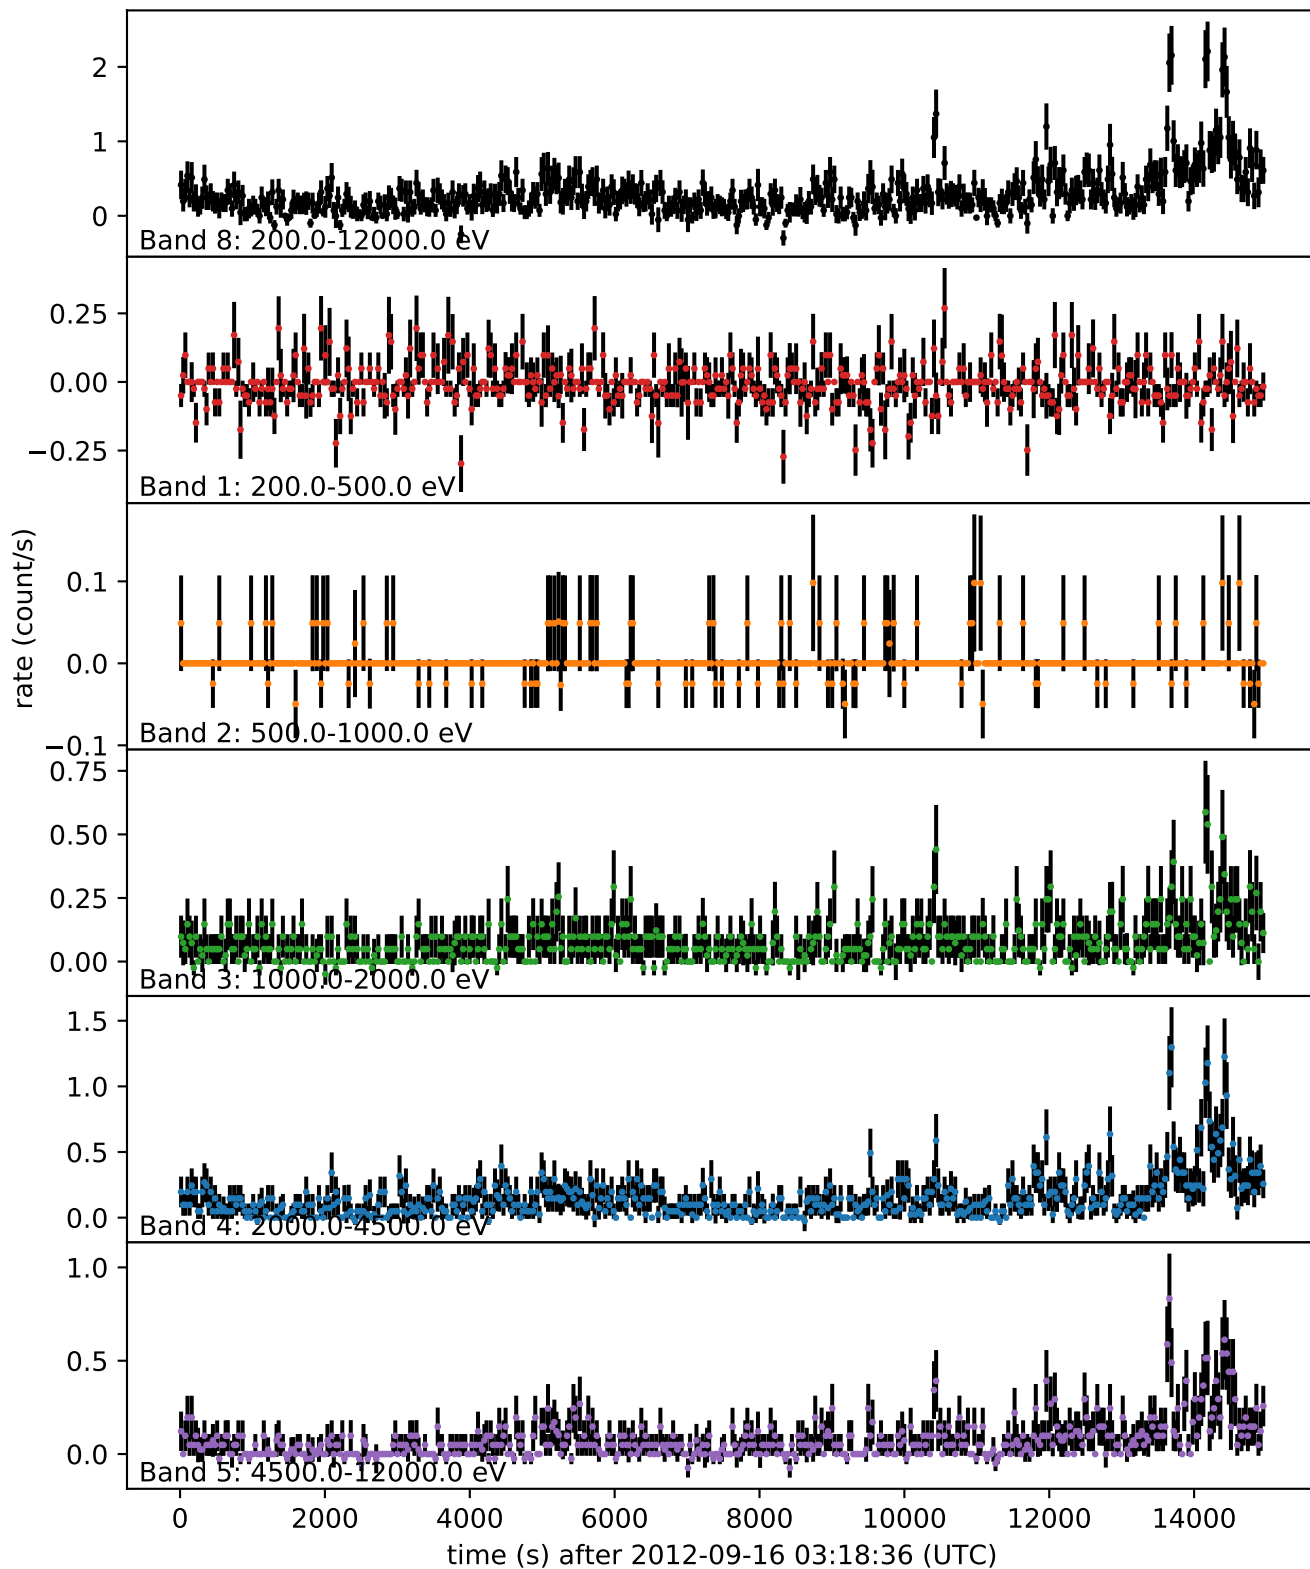 2
1
0
Band 8: 200.0-12000.0 eV
0.25
0.00
−0.25
Band 1: 200.0-500.0 eV
rate (count/s)
0.1
0.0
−0.1
Band 2: 500.0-1000.0 eV
0.75
0.50
0.25
0.00
Band 3: 1000.0-2000.0 eV
1.5
1.0
0.5
0.0
Band 4: 2000.0-4500.0 eV
1.0
0.5
0.0
Band 5: 4500.0-12000.0 eV
0 2000 4000 6000 8000 10000 12000 14000
time (s) after 2012-09-16 03:18:36 (UTC)